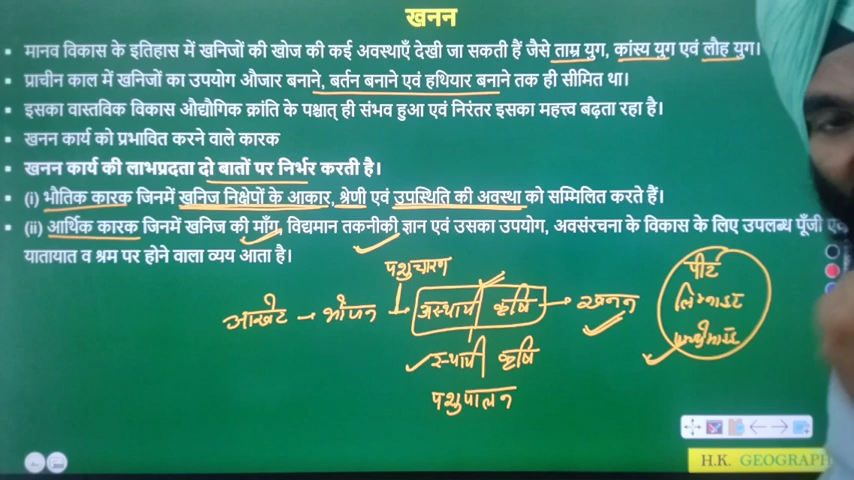 खनन
मानव विकास के इतिहास में खनिजों की खोज की कई अवस्थाएँ देखी जा सकती हैं जैसे ताम्र युग, कांस्य युग एवं लौह युग।
प्राचीन काल में खनिजों का उपयोग औजार बनाने, बर्तन बनाने एवं हथियार बनाने तक ही सीमित था।
इसका वास्तविक विकास औद्योगिक क्रांति के पश्चात् ही संभव हुआ एवं निरंतर इसका महत्त्व बढ़ता रहा है।
खनन कार्य को प्रभावित करने वाले कारक
खनन कार्य की लाभप्रदता दो बातों पर निर्भर करती है।
(i) भौतिक कारक जिनमें खनिज निक्षेपों के आकार, श्रेणी एवं उपस्थिति की अवस्था को सम्मिलित करते हैं।
(ii) आर्थिक कारक जिनमें खनिज की माँग, विद्यमान तकनीकी ज्ञान एवं उसका उपयोग, अवसंरचना के विकास के लिए उपलब्ध पूँजी
यातायात व श्रम पर होने वाला व्यय आता है।
पशुचारण
आखेट → भोजन → अस्थायी कृषि → खनन
स्थायी कृषि
पशुपालन
पीट
लिग्नाइट
H.K. GEOGRAPH